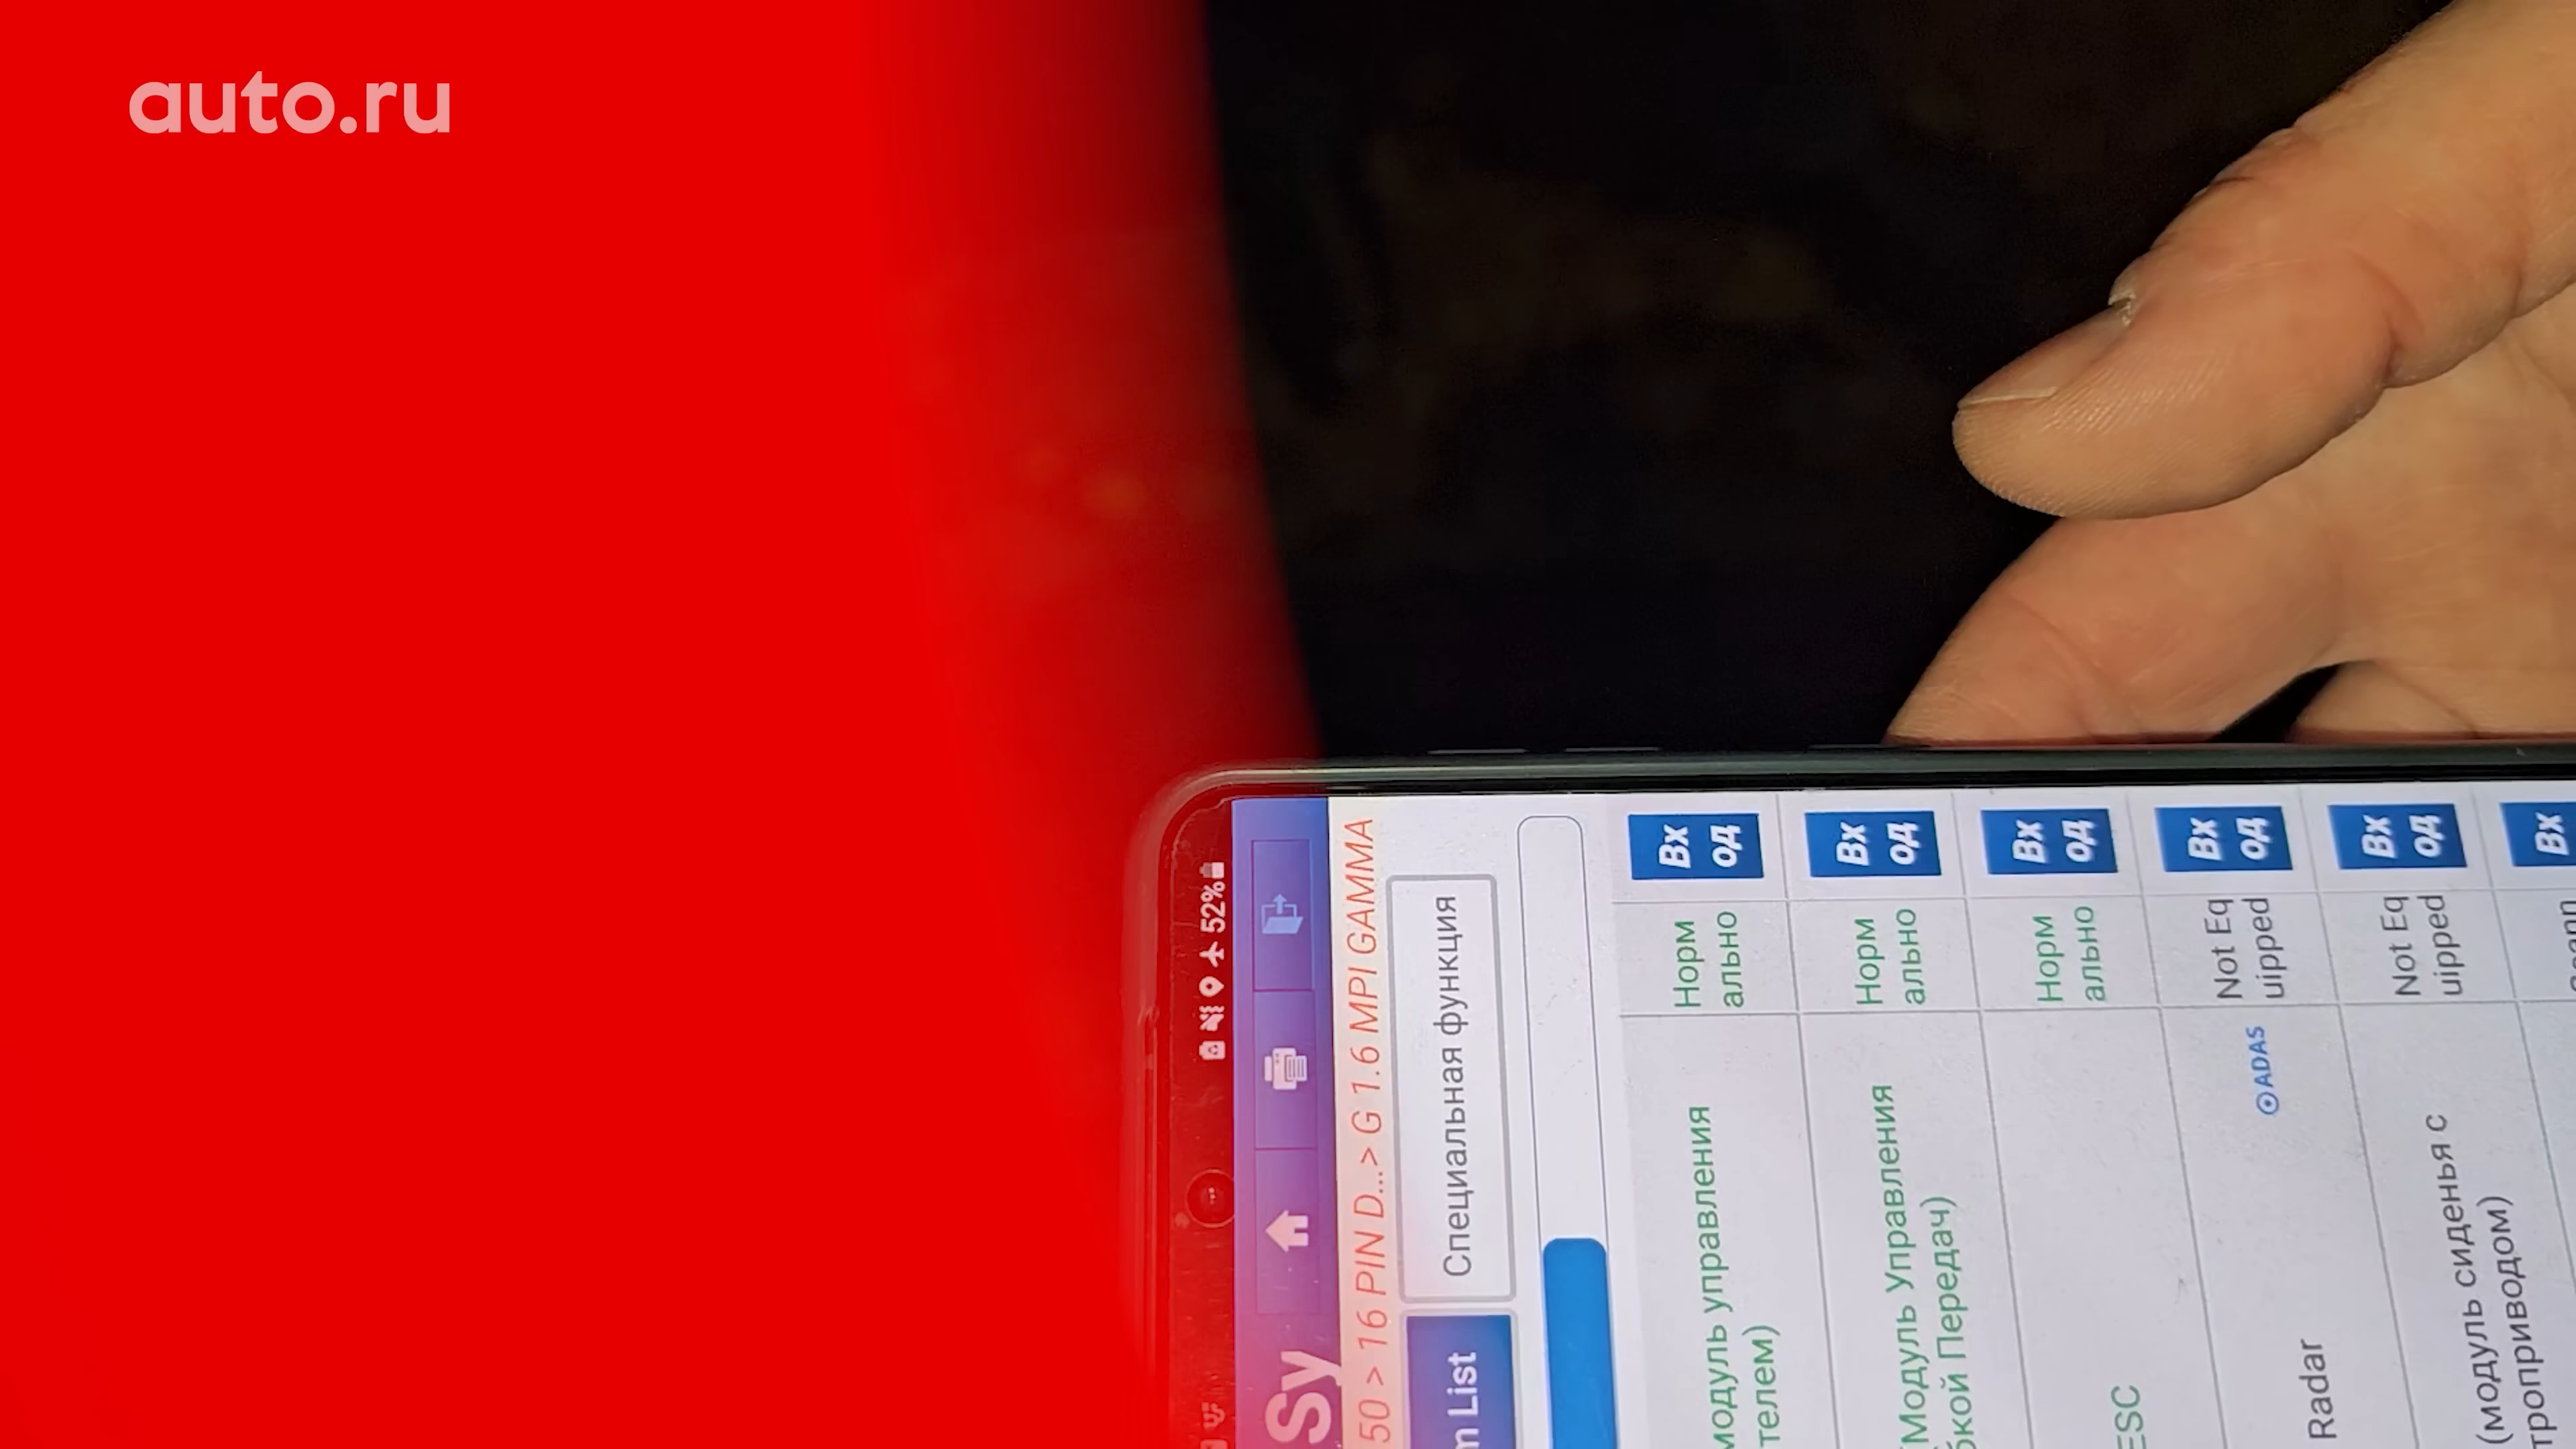 auto.ru
52%
Sy
50 > 16 PIN D...> G 1.6 MPI GAMMA
List
Специальная функция
модуль управления
телем)
Норм
ально
Вх
од
(Модуль Управления
бкой Передач)
Норм
ально
Вх
од
ESC
Норм
ально
Вх
од
Radar
ADAS
Not Eq
uipped
Вх
од
(модуль сиденья с
троприводом)
Not Eq
uipped
Вх
од
Вх